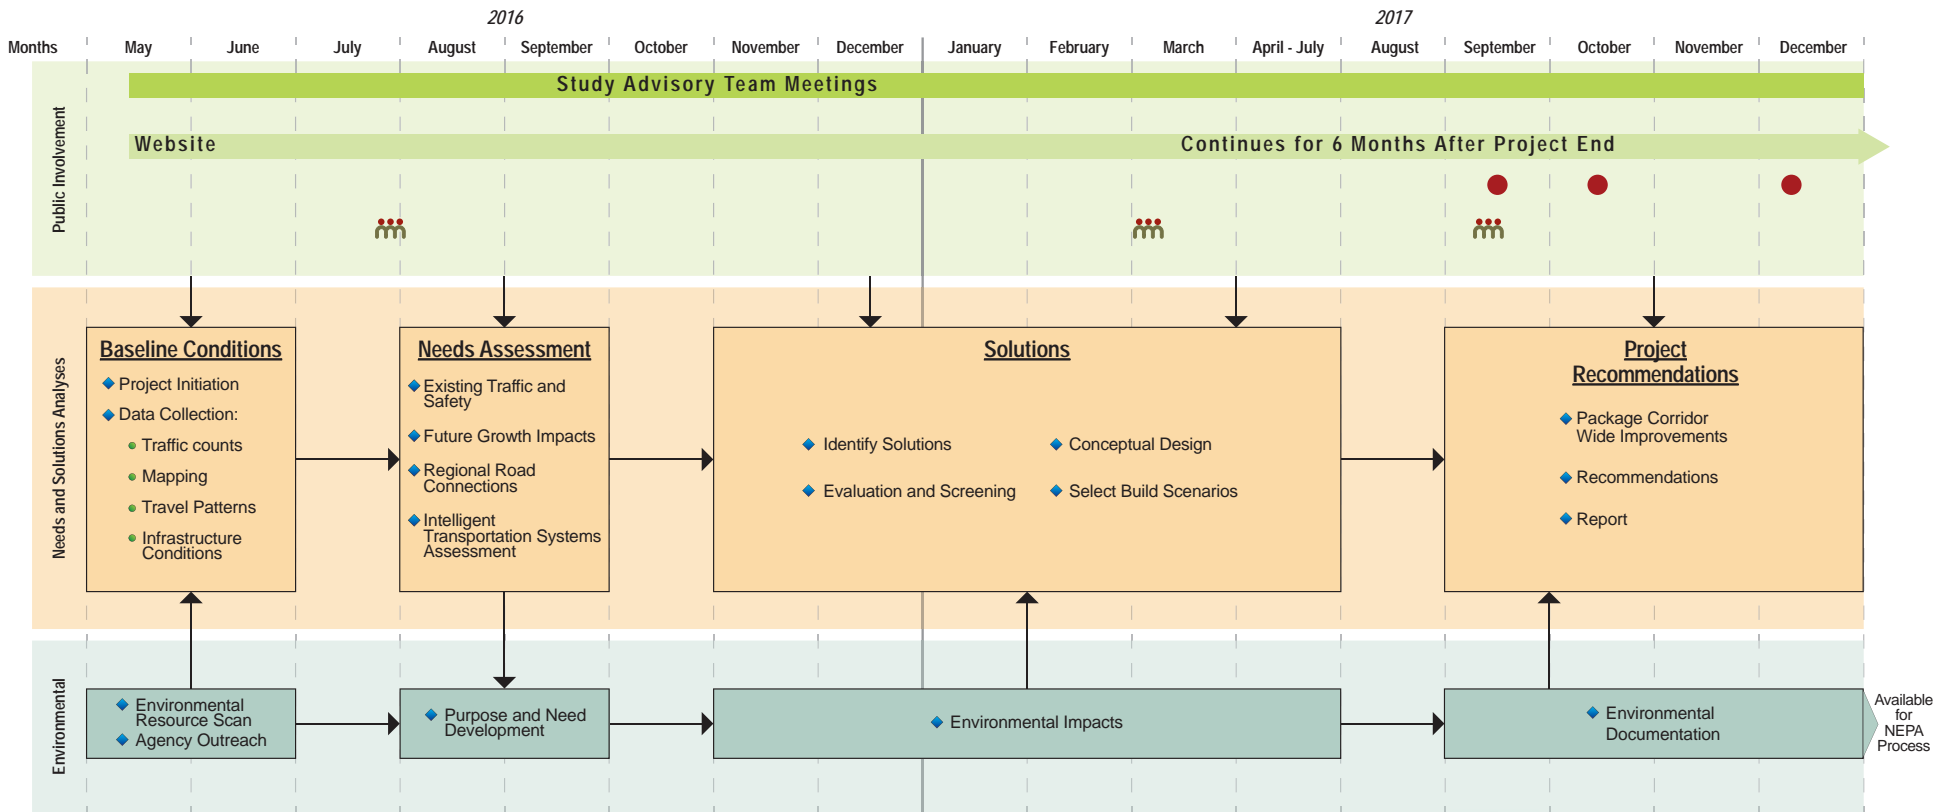 2016
2017
Months
May
June
July
August
September
October
November
December
January
February
March
April - July
August
September
October
November
December
Public Involvement
Study Advisory Team Meetings
Website
Continues for 6 Months After Project End
Needs and Solutions Analyses
Baseline Conditions
Project Initiation
Data Collection:
Traffic counts
Mapping
Travel Patterns
Infrastructure
Conditions
Needs Assessment
Existing Traffic and
Safety
Future Growth Impacts
Regional Road
Connections
Intelligent
Transportation Systems
Assessment
Solutions
Identify Solutions
Evaluation and Screening
Conceptual Design
Select Build Scenarios
Project
Recommendations
Package Corridor
Wide Improvements
Recommendations
Report
Environmental
Environmental
Resource Scan
Agency Outreach
Purpose and Need
Development
Environmental Impacts
Environmental
Documentation
Available
for
NEPA
Process